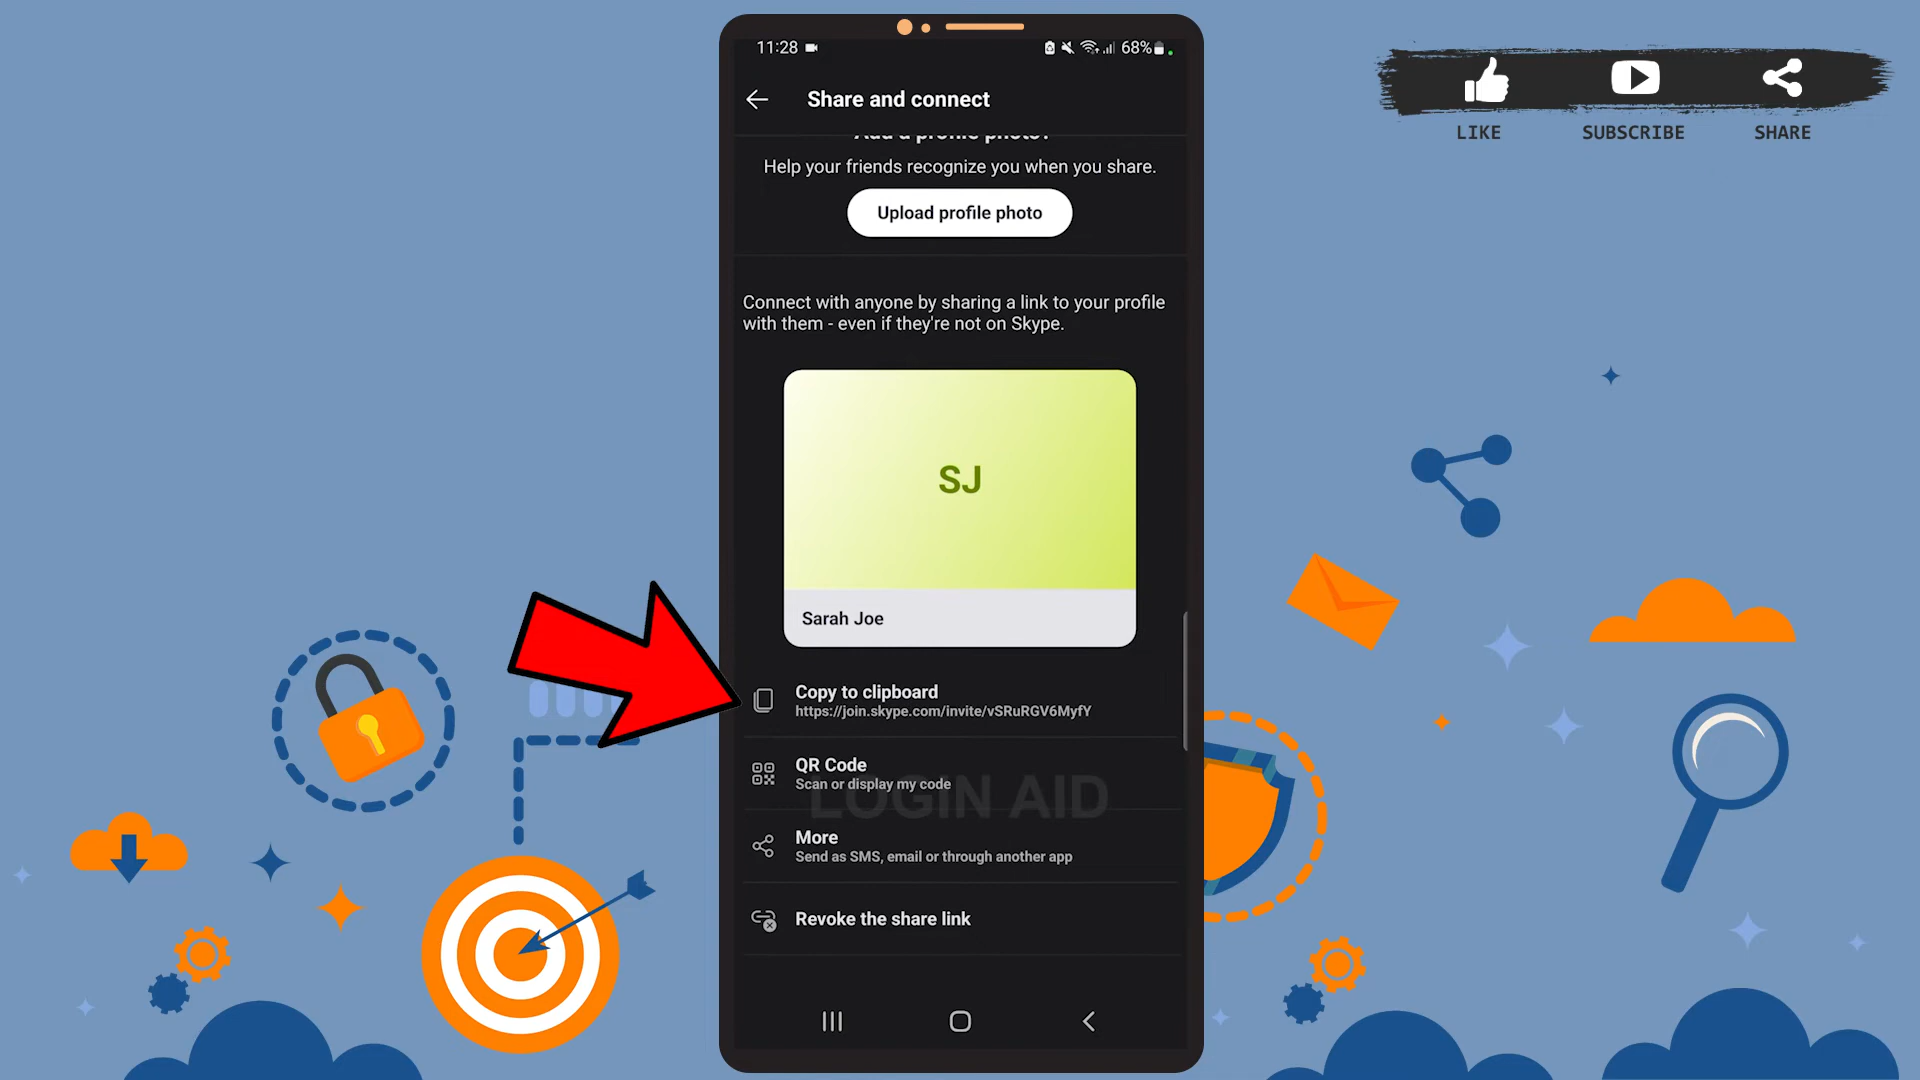 11:28
68%
LIKE
SUBSCRIBE
SHARE
Share and connect
Add a profile photo?
Help your friends recognize you when you share.
Upload profile photo
Connect with anyone by sharing a link to your profile
with them - even if they're not on Skype.
SJ
Sarah Joe
Copy to clipboard
https://join.skype.com/invite/vSRuRGV6MyfY
QR Code
Scan or display my code
LOGIN AID
More
Send as SMS, email or through another app
Revoke the share link